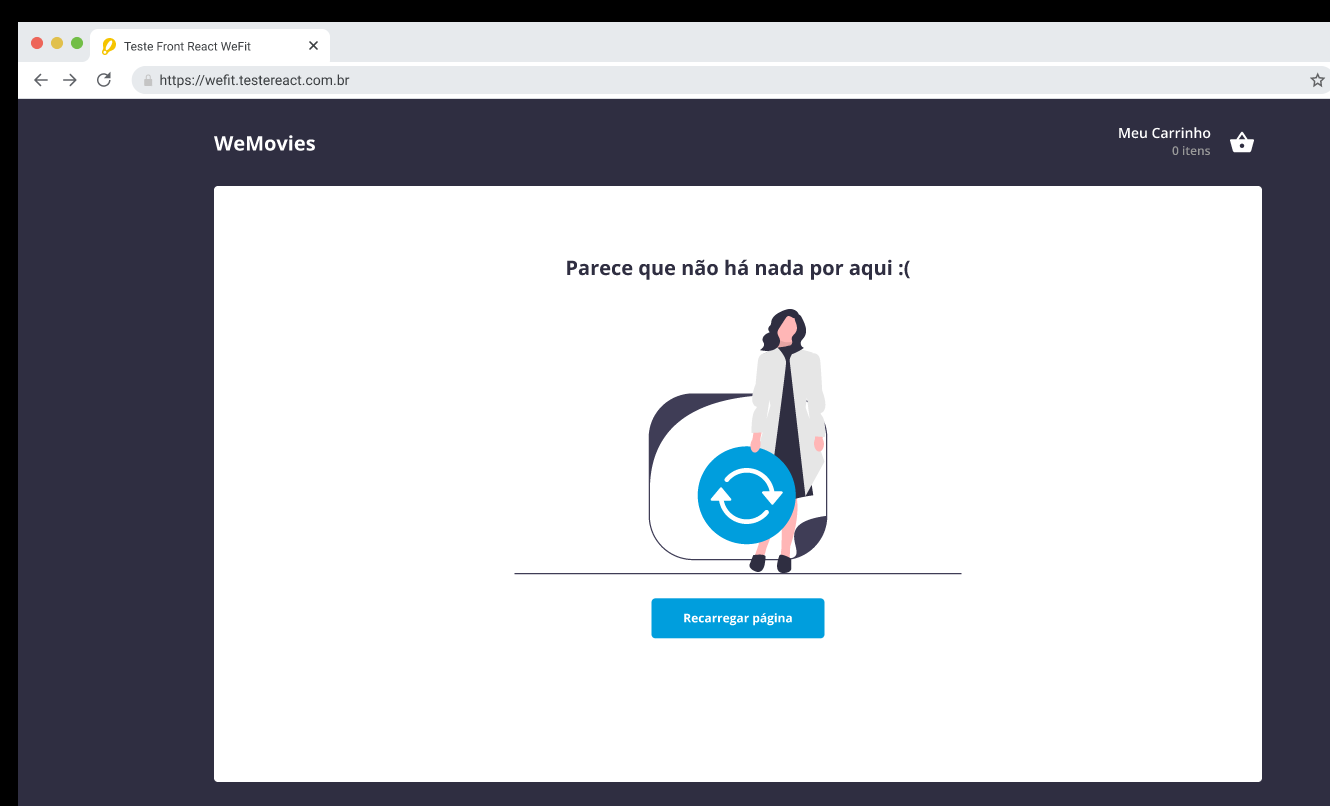 Teste Front React WeFit
https://wefit.testereact.com.br
WeMovies
Meu Carrinho
0 itens
Parece que não há nada por aqui :(
Recarregar página